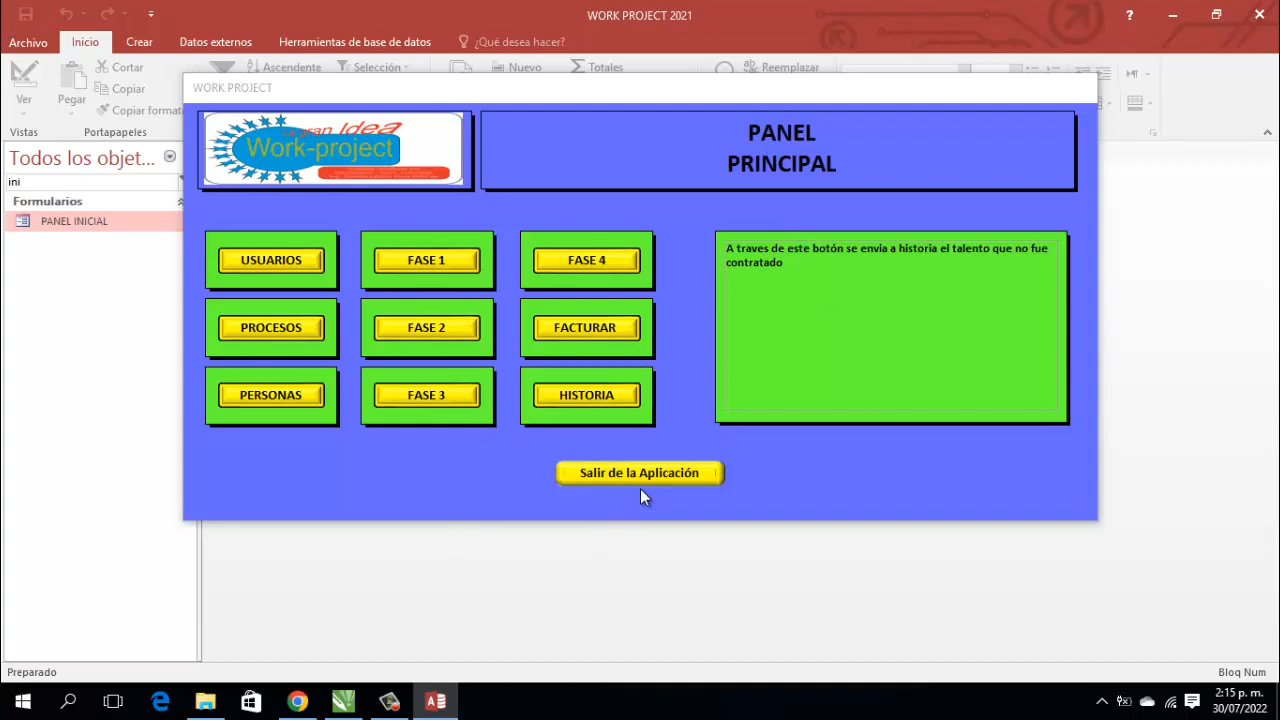 WORK PROJECT 2021
?
Archivo Inicio Crear Datos externos Herramientas de base de datos ¿Qué desea hacer?
Ver
Pegar
Cortar
Copiar
Copiar format
Ascendente
Selección
Nuevo
Totales
Reemplazar
Vistas Portapapeles
WORK PROJECT
Todos los objet...
ini
Formularios
PANEL INICIAL
gran idea
Work-project
PANEL
PRINCIPAL
USUARIOS FASE 1 FASE 4
PROCESOS FASE 2 FACTURAR
PERSONAS FASE 3 HISTORIA
A traves de este botón se envia a historia el talento que no fue
contratado
Salir de la Aplicación
Preparado
Bloq Num
2:15 p. m.
30/07/2022